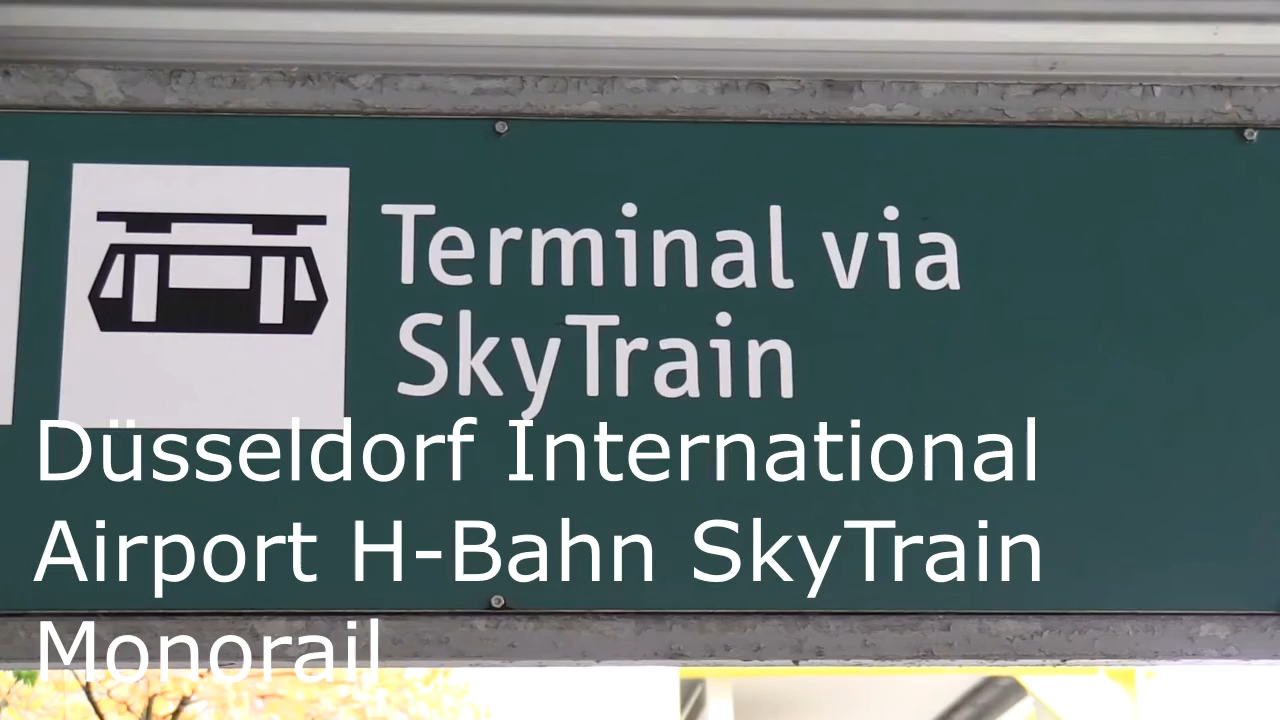 Terminal via
SkyTrain
Düsseldorf International
Airport H-Bahn SkyTrain
Monorail